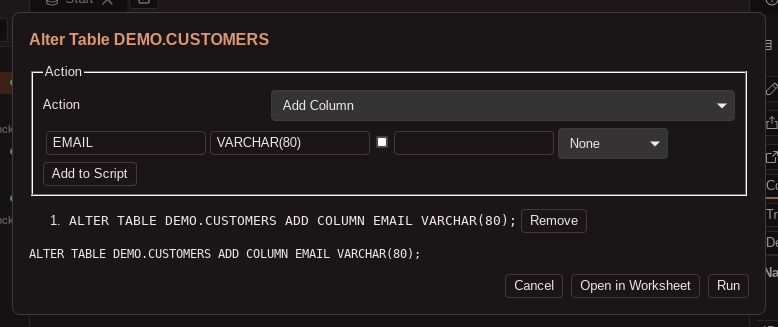 Start
Alter Table DEMO.CUSTOMERS
Action
Action Add Column
EMAIL VARCHAR(80) None
Add to Script
1. ALTER TABLE DEMO.CUSTOMERS ADD COLUMN EMAIL VARCHAR(80); Remove
ALTER TABLE DEMO.CUSTOMERS ADD COLUMN EMAIL VARCHAR(80);
Cancel Open in Worksheet Run